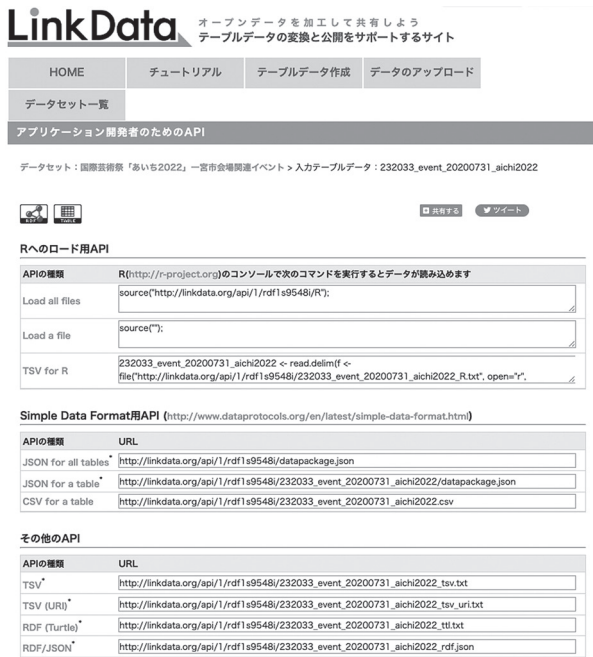 LinkData
オープンデータを加工して共有しよう
テーブルデータの変換と公開をサポートするサイト
HOME
チュートリアル
テーブルデータ作成
データのアップロード
データセット一覧
アプリケーション開発者のためのAPI
データセット：国際芸術祭「あいち2022」一宮市会場関連イベント > 入力テーブルデータ：232033_event_20200731_aichi2022
RDF
TABLE
共有する
ツイート
Rへのロード用API
APIの種類 R(http://r-project.org)のコンソールで次のコマンドを実行するとデータが読み込めます
Load all files source("http://linkdata.org/api/1/rdf1s9548i/R");
Load a file source("");
TSV for R 232033_event_20200731_aichi2022 <- read.delim(f <-
file("http://linkdata.org/api/1/rdf1s9548i/232033_event_20200731_aichi2022_R.txt", open="r",
Simple Data Format用API (http://www.dataprotocols.org/en/latest/simple-data-format.html)
APIの種類 URL
JSON for all tables* http://linkdata.org/api/1/rdf1s9548i/datapackage.json
JSON for a table* http://linkdata.org/api/1/rdf1s9548i/232033_event_20200731_aichi2022/datapackage.json
CSV for a table http://linkdata.org/api/1/rdf1s9548i/232033_event_20200731_aichi2022.csv
その他のAPI
APIの種類 URL
TSV* http://linkdata.org/api/1/rdf1s9548i/232033_event_20200731_aichi2022_tsv.txt
TSV (URI)* http://linkdata.org/api/1/rdf1s9548i/232033_event_20200731_aichi2022_tsv_uri.txt
RDF (Turtle)* http://linkdata.org/api/1/rdf1s9548i/232033_event_20200731_aichi2022_ttl.txt
RDF/JSON* http://linkdata.org/api/1/rdf1s9548i/232033_event_20200731_aichi2022_rdf.json